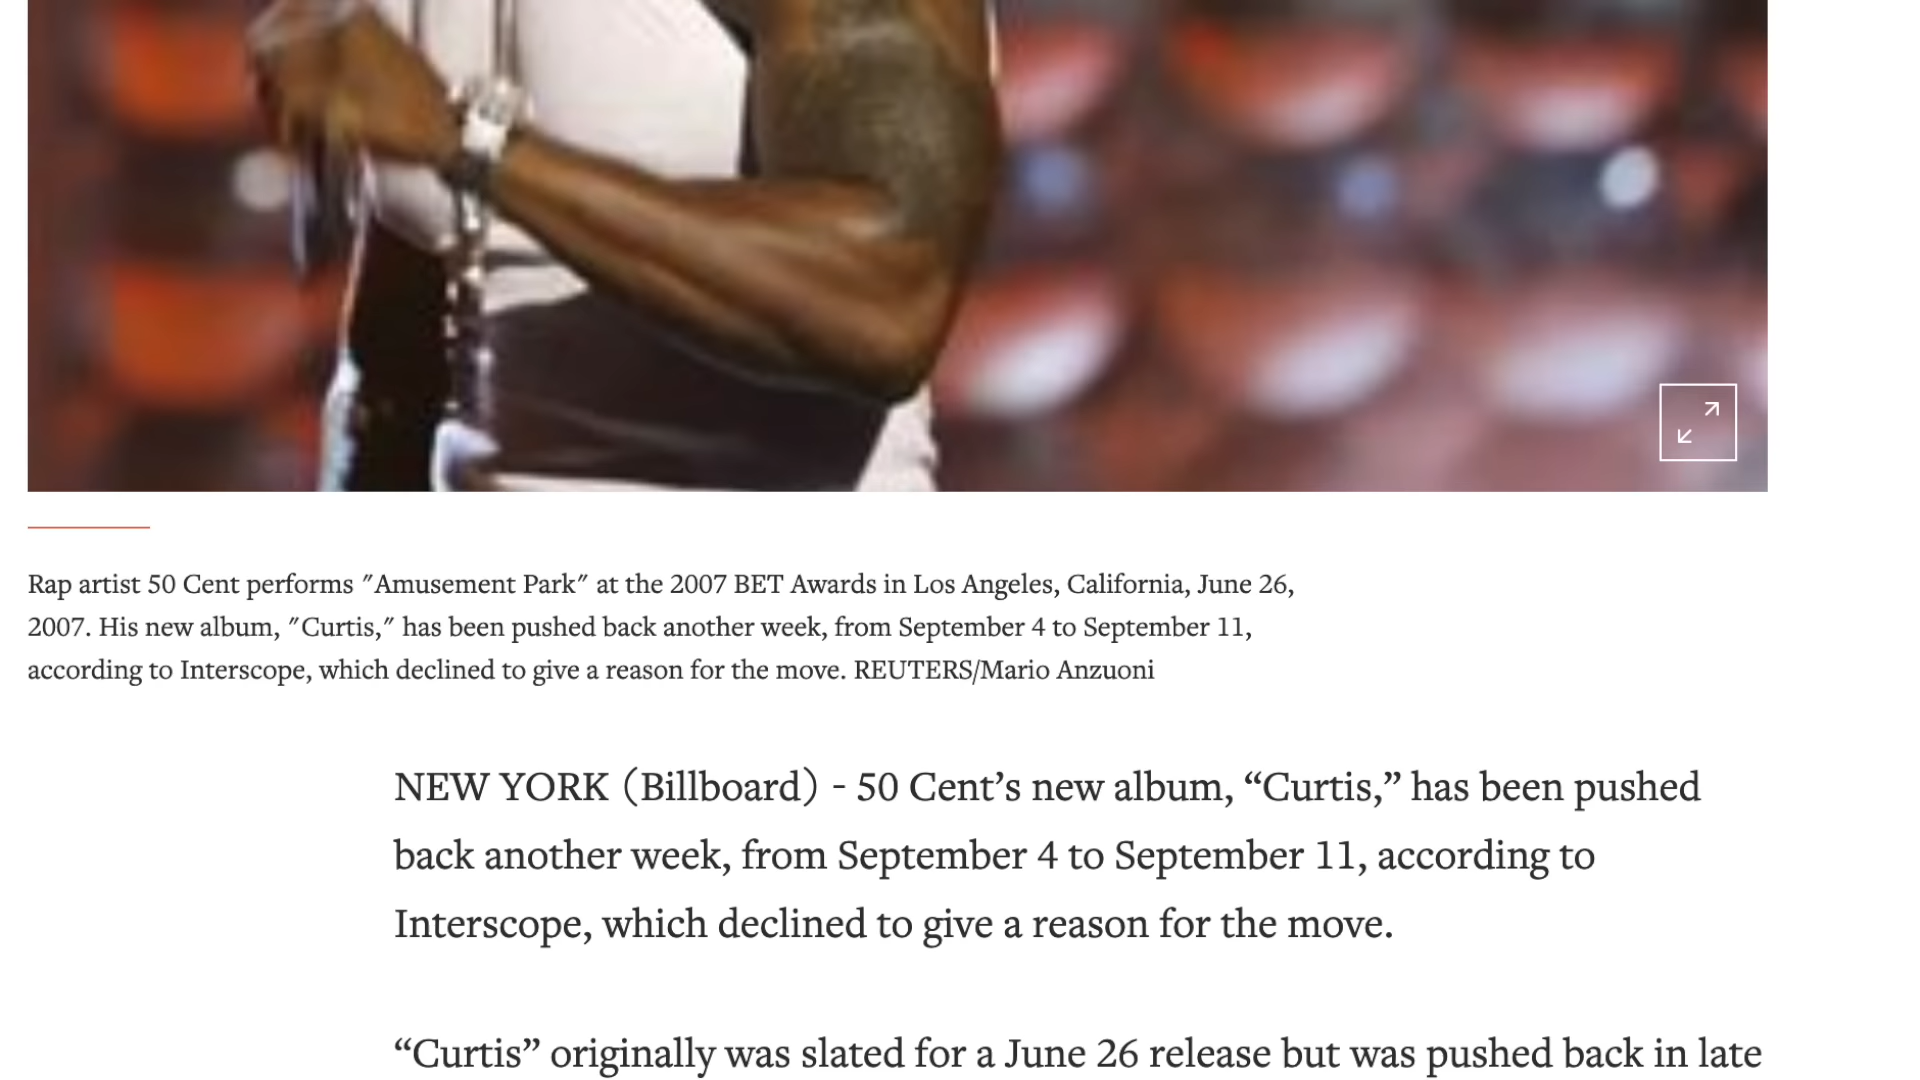 Rap artist 50 Cent performs "Amusement Park" at the 2007 BET Awards in Los Angeles, California, June 26,
2007. His new album, "Curtis," has been pushed back another week, from September 4 to September 11,
according to Interscope, which declined to give a reason for the move. REUTERS/Mario Anzuoni
NEW YORK (Billboard) - 50 Cent’s new album, “Curtis,” has been pushed
back another week, from September 4 to September 11, according to
Interscope, which declined to give a reason for the move.
“Curtis” originally was slated for a June 26 release but was pushed back in late